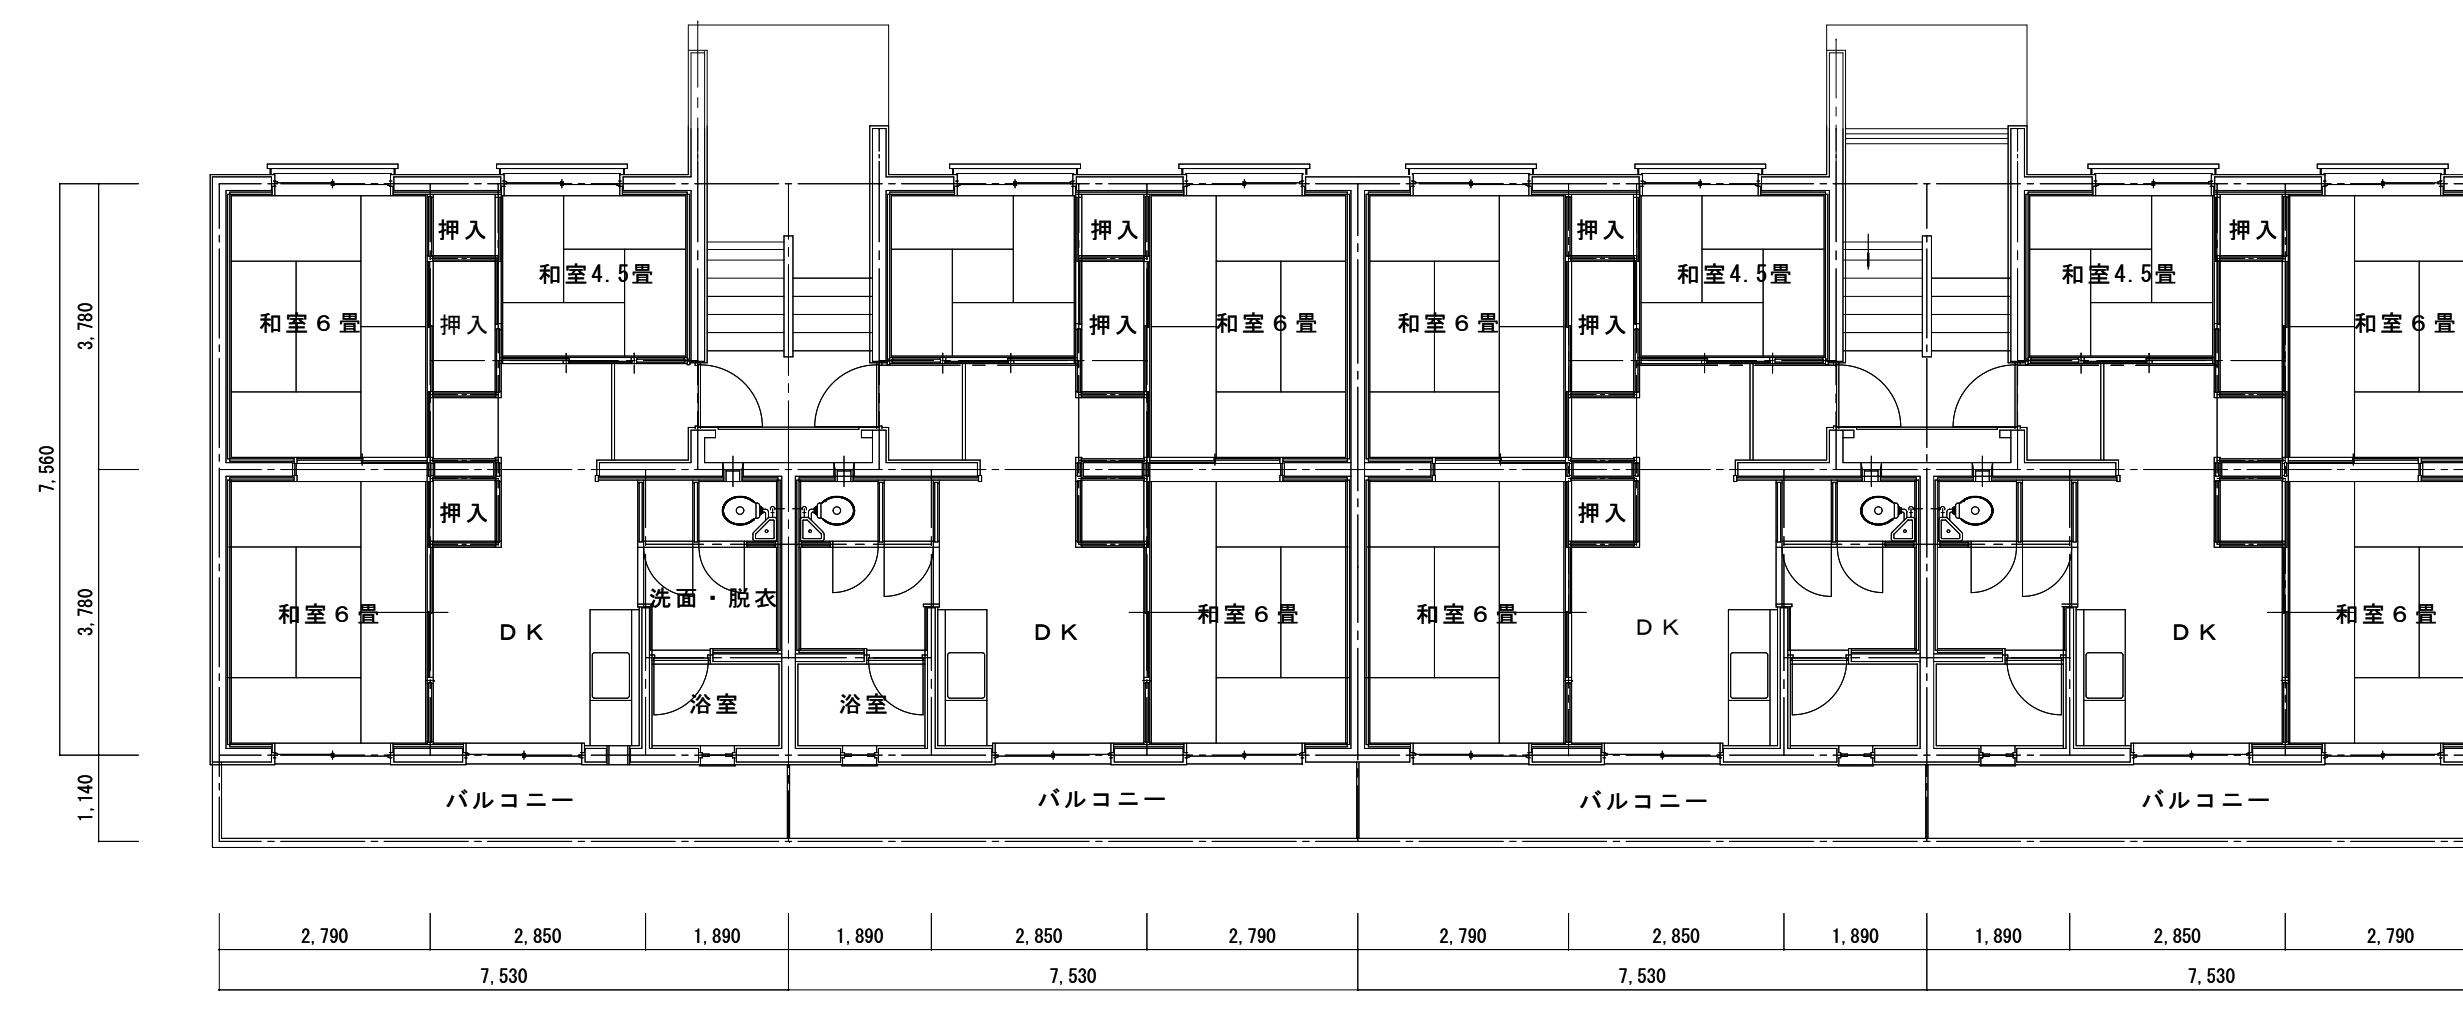 押入
押入
押入
押入
和室4.5畳
和室4.5畳
和室4.5畳
和室６畳
押入
押入
和室６畳
和室６畳
押入
和室６畳
3,780
7,560
押入
押入
洗面・脱衣
3,780
和室６畳
ＤＫ
ＤＫ
和室６畳
和室６畳
ＤＫ
ＤＫ
和室６畳
浴室
浴室
1,140
バルコニー
バルコニー
バルコニー
バルコニー
2,790
2,850
1,890
1,890
2,850
2,790
2,790
2,850
1,890
1,890
2,850
2,790
7,530
7,530
7,530
7,530